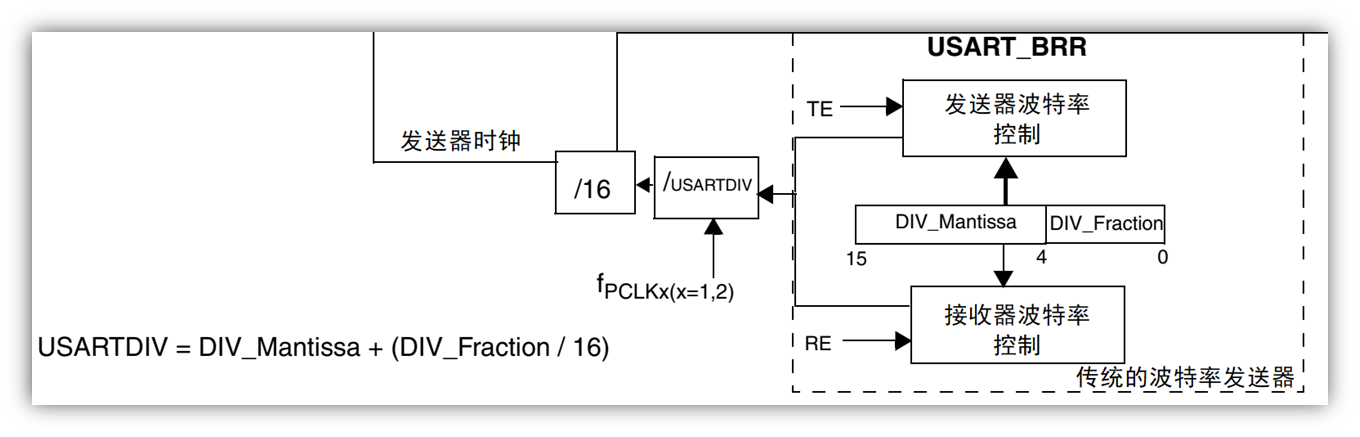 USART_BRR
TE
发送器波特率
控制
发送器时钟
/16
/USARTDIV
DIV_Mantissa
DIV_Fraction
15
4
0
fPCLKx(x=1,2)
接收器波特率
控制
RE
USARTDIV = DIV_Mantissa + (DIV_Fraction / 16)
传统的波特率发送器